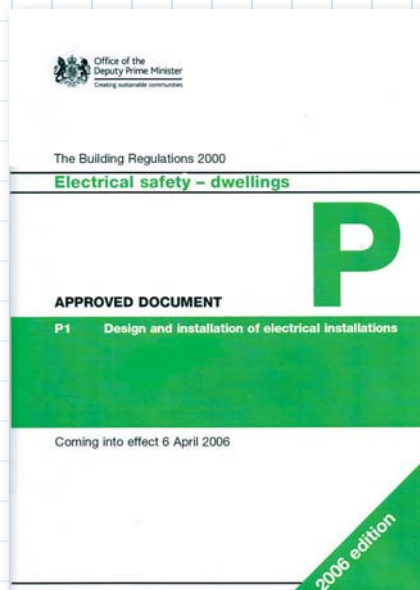 Office of the
Deputy Prime Minister
Creating sustainable communities
The Building Regulations 2000
Electrical safety – dwellings
P
APPROVED DOCUMENT
P1 Design and installation of electrical installations
Coming into effect 6 April 2006
2006 edition